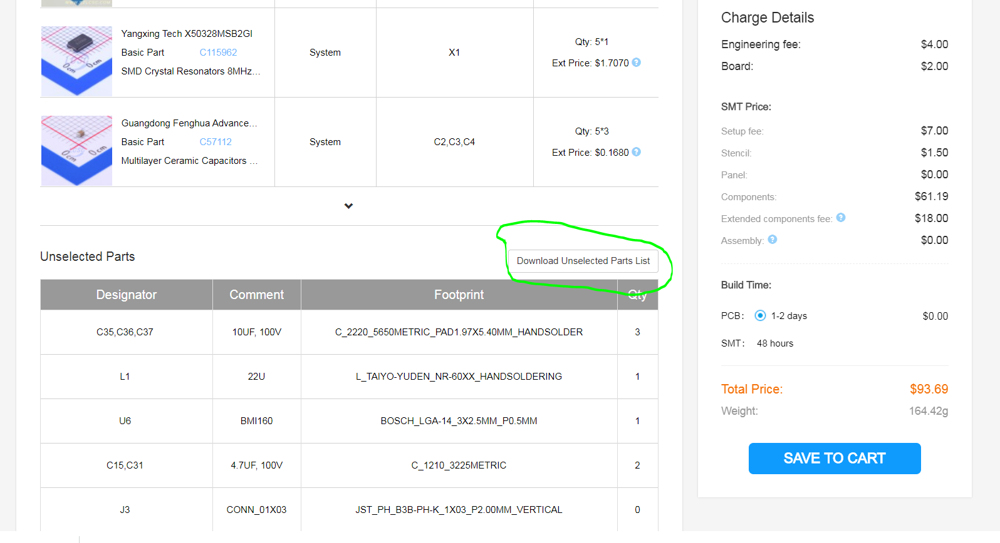 Yangxing Tech X50328MSB2GI
Basic Part C115962
SMD Crystal Resonators 8MHz…
System
X1
Qty: 5*1
Ext Price: $1.7070 ?
Guangdong Fenghua Advance…
Basic Part C57112
Multilayer Ceramic Capacitors …
System
C2,C3,C4
Qty: 5*3
Ext Price: $0.1680 ?
Unselected Parts
Download Unselected Parts List
Designator Comment Footprint Qty
C35,C36,C37 10UF, 100V C_2220_5650METRIC_PAD1.97X5.40MM_HANDSOLDER 3
L1 22U L_TAIYO-YUDEN_NR-60XX_HANDSOLDERING 1
U6 BMI160 BOSCH_LGA-14_3X2.5MM_P0.5MM 1
C15,C31 4.7UF, 100V C_1210_3225METRIC 2
J3 CONN_01X03 JST_PH_B3B-PH-K_1X03_P2.00MM_VERTICAL 0
Charge Details
Engineering fee: $4.00
Board: $2.00
SMT Price:
Setup fee: $7.00
Stencil: $1.50
Panel: $0.00
Components: $61.19
Extended components fee: ? $18.00
Assembly: ? $0.00
Build Time:
PCB: 1-2 days $0.00
SMT: 48 hours
Total Price: $93.69
Weight: 164.42g
SAVE TO CART